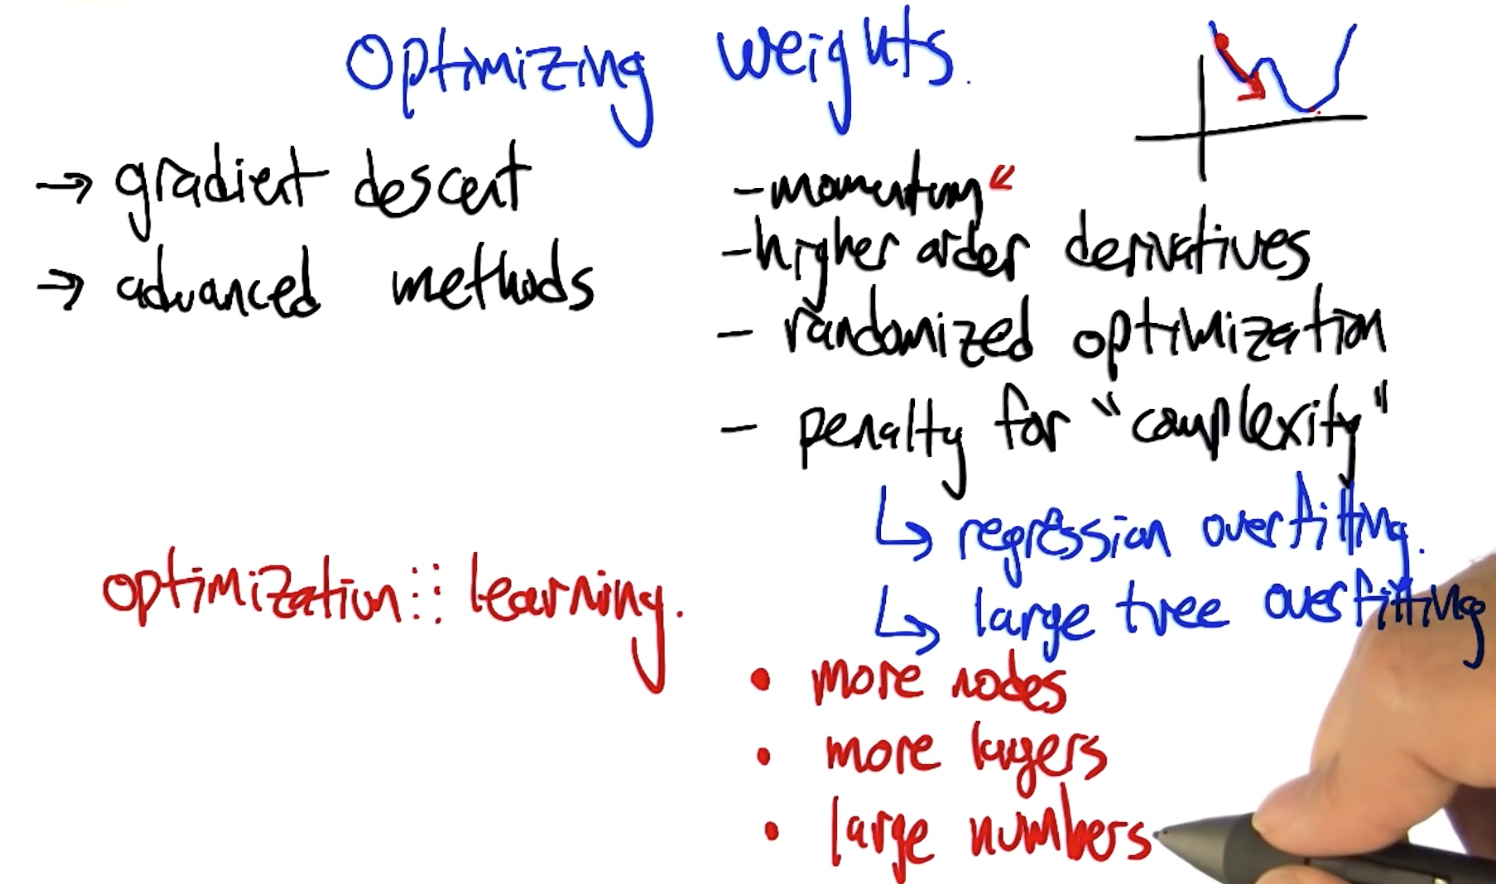 Optimizing weights.
→ gradient descent
→ advanced methods
- momentum
- higher order derivatives
- randomized optimization
- penalty for "complexity"
↳ regression overfitting.
↳ large tree overfitting
optimization:::: learning.
• more nodes
• more layers
• large numbers